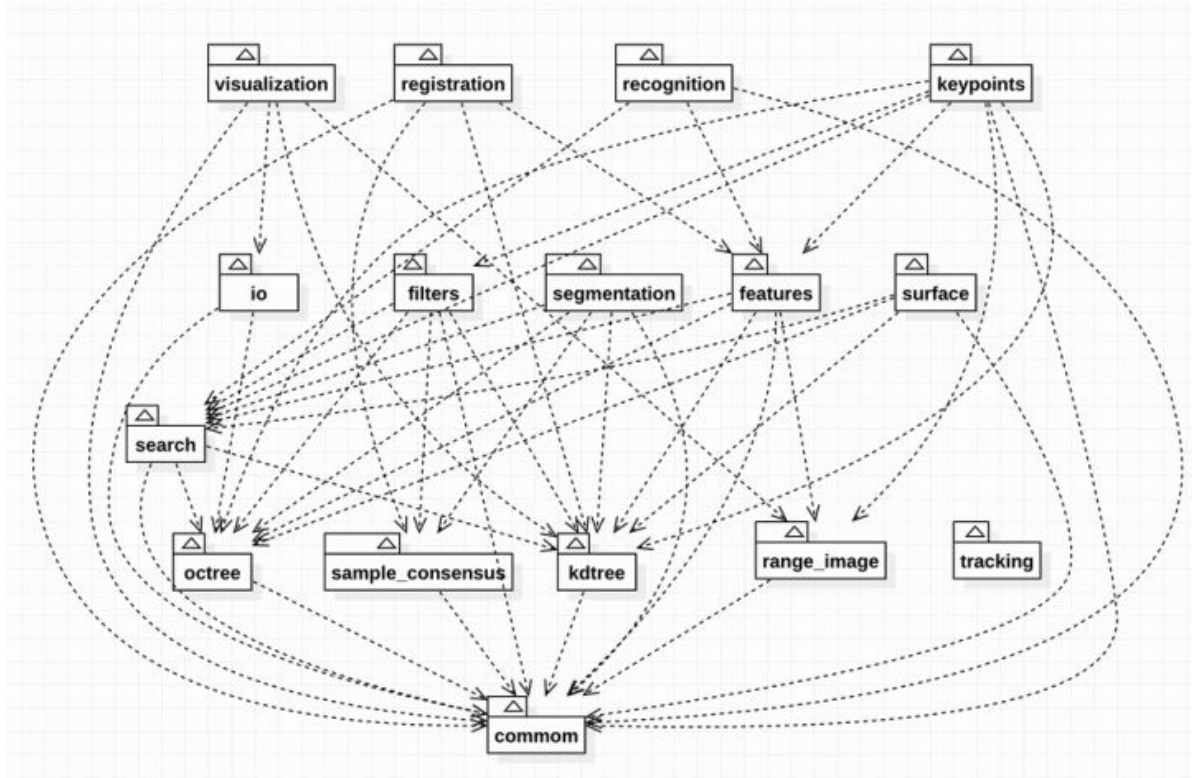 visualization
registration
recognition
keypoints
io
filters
segmentation
features
surface
search
octree
sample_consensus
kdtree
range_image
tracking
commom